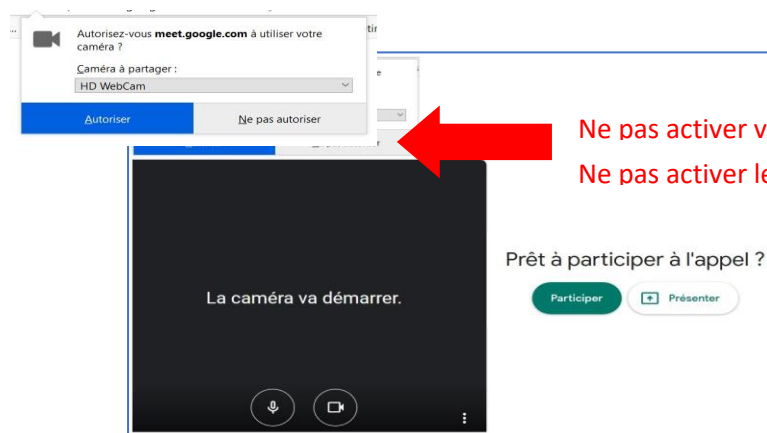 Autorisez-vous meet.google.com à utiliser votre
caméra ?
Caméra à partager :
HD WebCam
Autoriser
Ne pas autoriser
Ne pas activer
Ne pas activer
La caméra va démarrer.
Prêt à participer à l'appel ?
Participer
Présenter